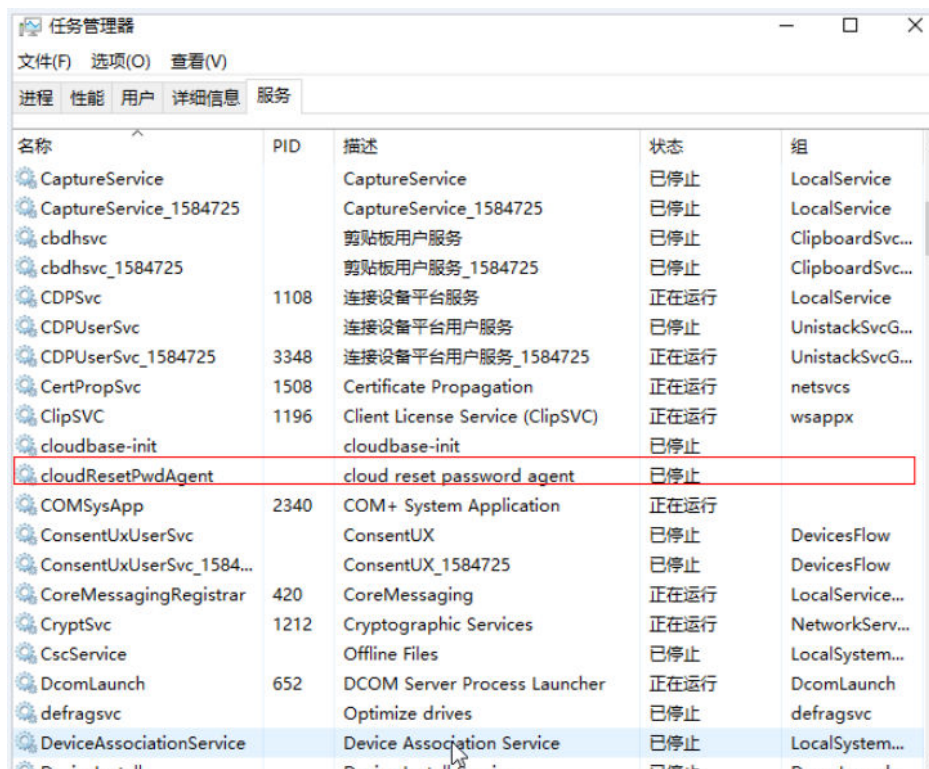 任务管理器
文件(F) 选项(O) 查看(V)
进程 性能 用户 详细信息 服务
名称 PID 描述 状态 组
CaptureService CaptureService 已停止 LocalService
CaptureService_1584725 CaptureService_1584725 已停止 LocalService
cbdhsvc 剪贴板用户服务 已停止 ClipboardSvc...
cbdhsvc_1584725 剪贴板用户服务_1584725 已停止 ClipboardSvc...
CDPSvc 1108 连接设备平台服务 正在运行 LocalService
CDPUserSvc 连接设备平台用户服务 已停止 UnistackSvcG...
CDPUserSvc_1584725 3348 连接设备平台用户服务_1584725 正在运行 UnistackSvcG...
CertPropSvc 1508 Certificate Propagation 正在运行 netsvcs
ClipSVC 1196 Client License Service (ClipSVC) 正在运行 wsappx
cloudbase-init cloudbase-init 已停止
cloudResetPwdAgent cloud reset password agent 已停止
COMSysApp 2340 COM+ System Application 正在运行
ConsentUxUserSvc ConsentUX 已停止 DevicesFlow
ConsentUxUserSvc_1584... ConsentUX_1584725 已停止 DevicesFlow
CoreMessagingRegistrar 420 CoreMessaging 正在运行 LocalService...
CryptSvc 1212 Cryptographic Services 正在运行 NetworkServ...
CscService Offline Files 已停止 LocalSystem...
DcomLaunch 652 DCOM Server Process Launcher 正在运行 DcomLaunch
defragsvc Optimize drives 已停止 defragsvc
DeviceAssociationService Device Association Service 已停止 LocalSystem...